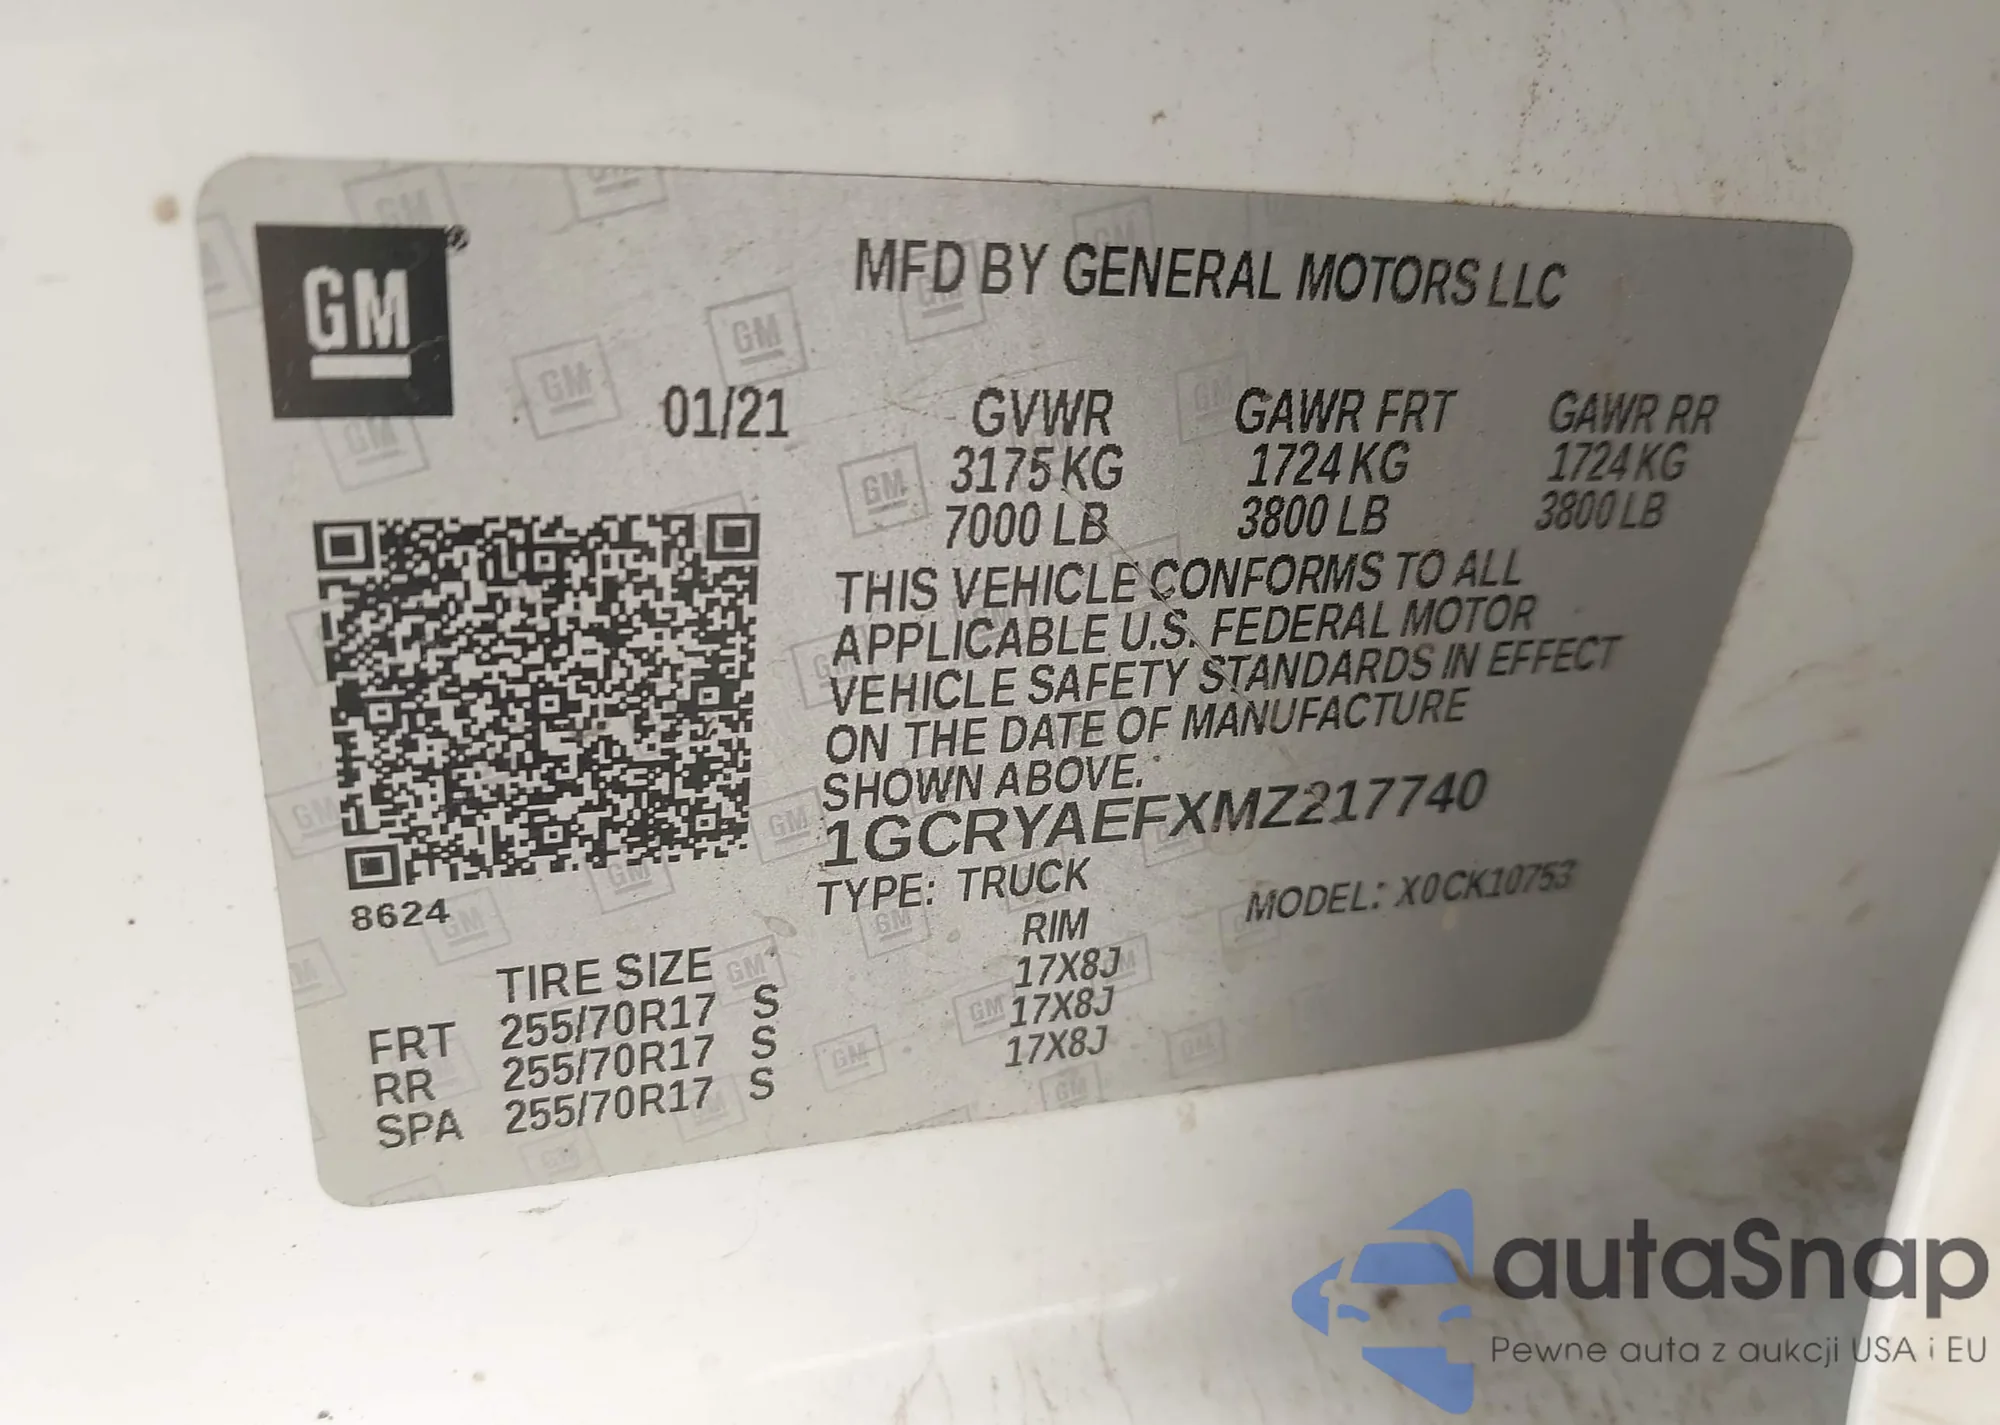 GM
MFD BY GENERAL MOTORS LLC
01/21 GVWR GAWR FRT GAWR RR
3175 KG 1724 KG 1724 KG
7000 LB 3800 LB 3800 LB
THIS VEHICLE CONFORMS TO ALL
APPLICABLE U.S. FEDERAL MOTOR
VEHICLE SAFETY STANDARDS IN EFFECT
ON THE DATE OF MANUFACTURE
SHOWN ABOVE.
1GCRYAEFXMZ217740
TYPE: TRUCK MODEL: X0CK10753
8624
TIRE SIZE RIM
FRT 255/70R17 S 17X8J
RR 255/70R17 S 17X8J
SPA 255/70R17 S 17X8J
autaSnap
Pewne auta z aukcji USA i EU